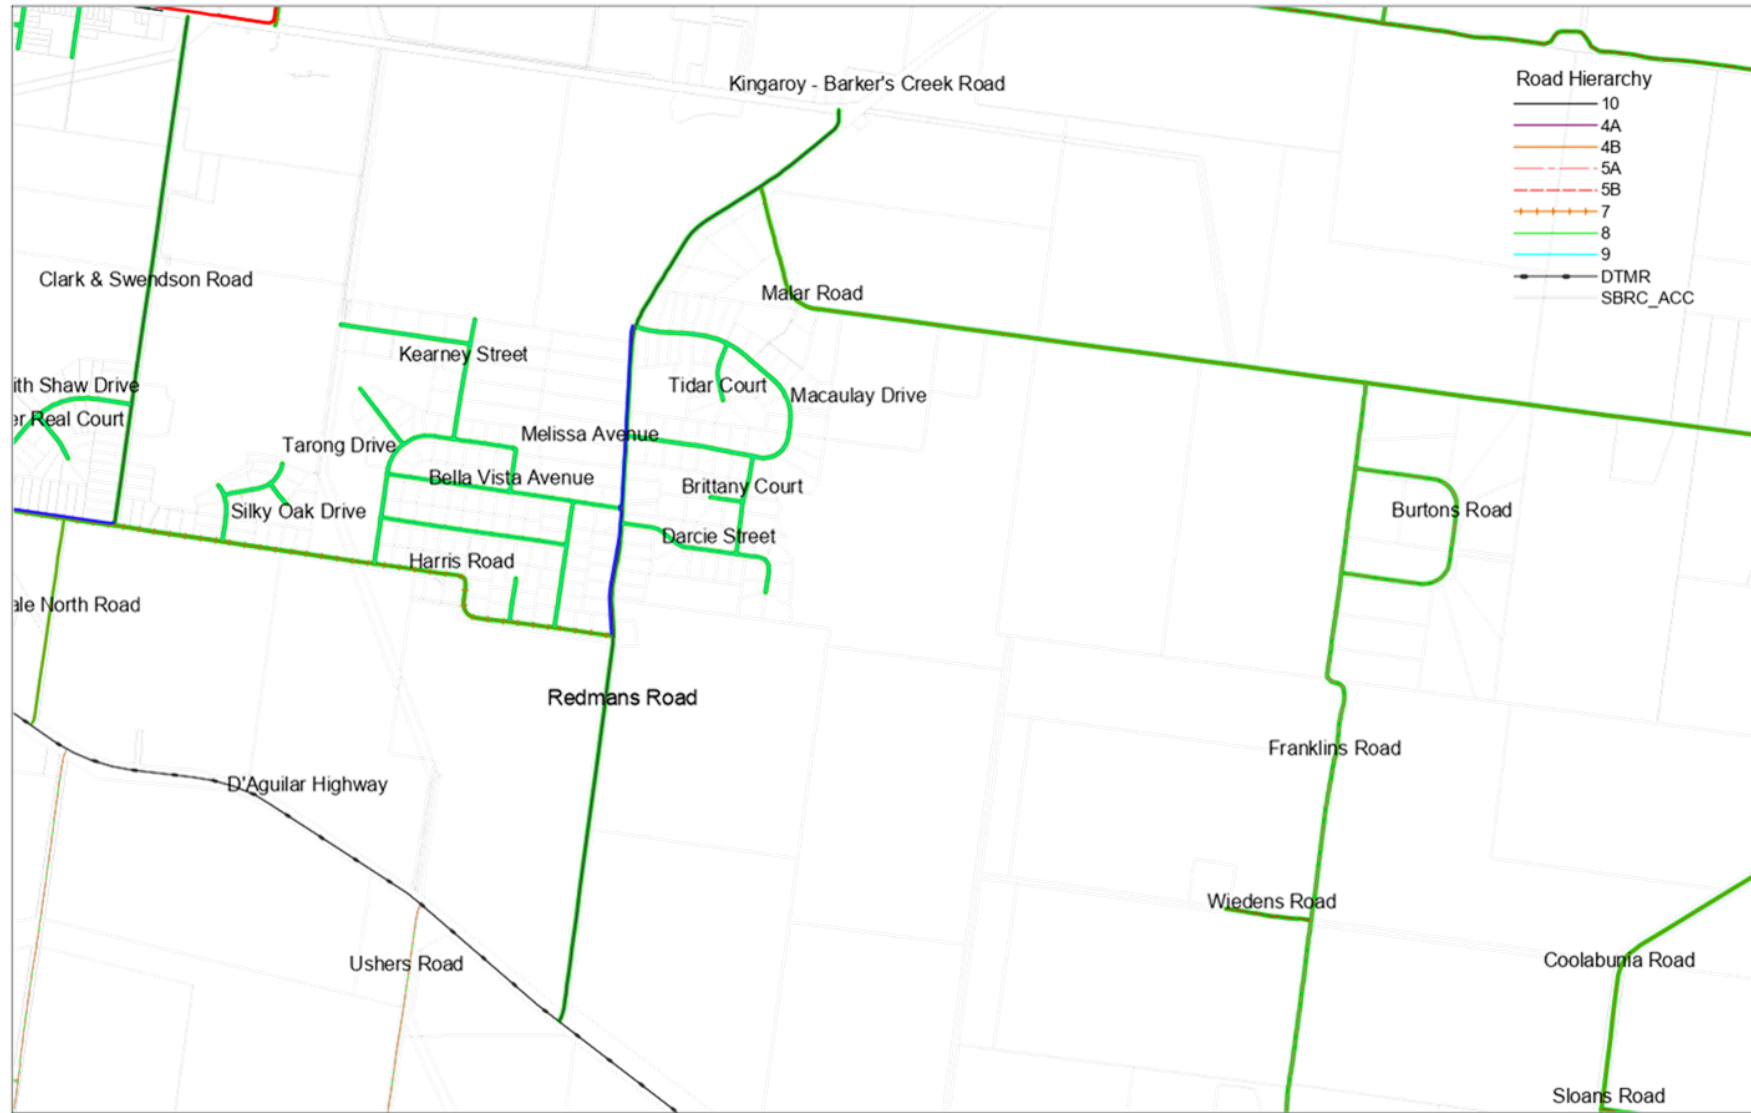 Kingaroy - Barker's Creek Road
Road Hierarchy
10
4A
4B
5A
5B
7
8
9
DTMR
SBRC_ACC
Clark & Swendson Road
Malar Road
Kearney Street
ith Shaw Drive
er Real Court
Tidar Court
Macaulay Drive
Melissa Avenue
Tarong Drive
Bella Vista Avenue
Brittany Court
Silky Oak Drive
Burtons Road
Darcie Street
Harris Road
ale North Road
Redmans Road
Franklins Road
D'Aguilar Highway
Wiedens Road
Ushers Road
Coolabunia Road
Sloans Road